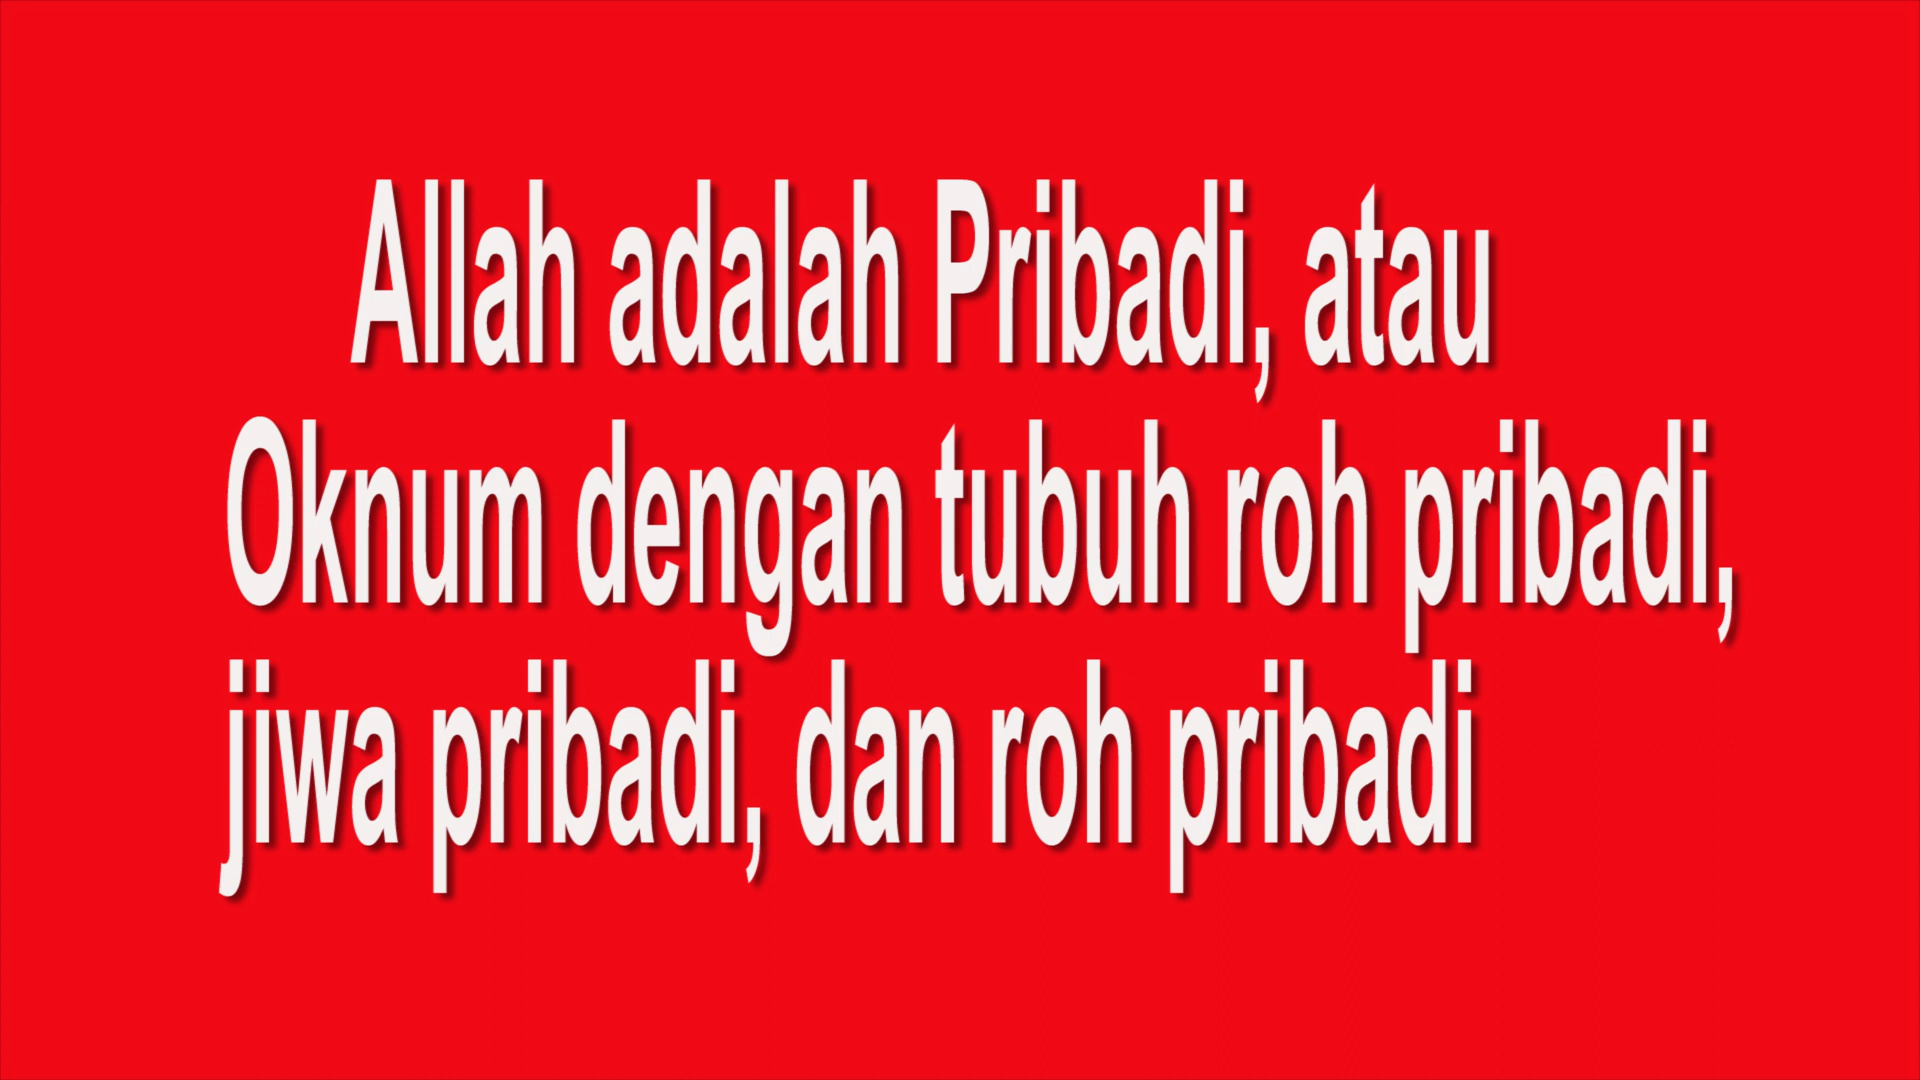 Allah adalah Pribadi, atau
Oknum dengan tubuh roh pribadi,
jiwa pribadi, dan roh pribadi